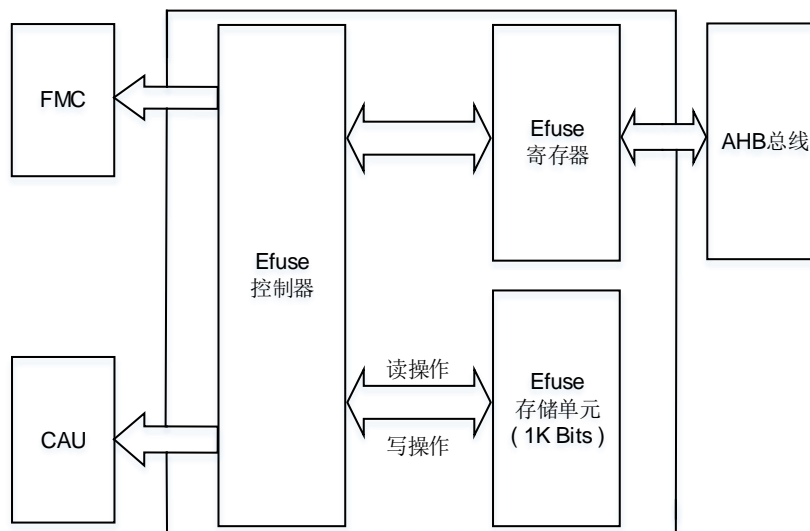 FMC
Efuse
寄存器
AHB总线
Efuse
控制器
读操作
写操作
Efuse
存储单元
( 1K Bits )
CAU